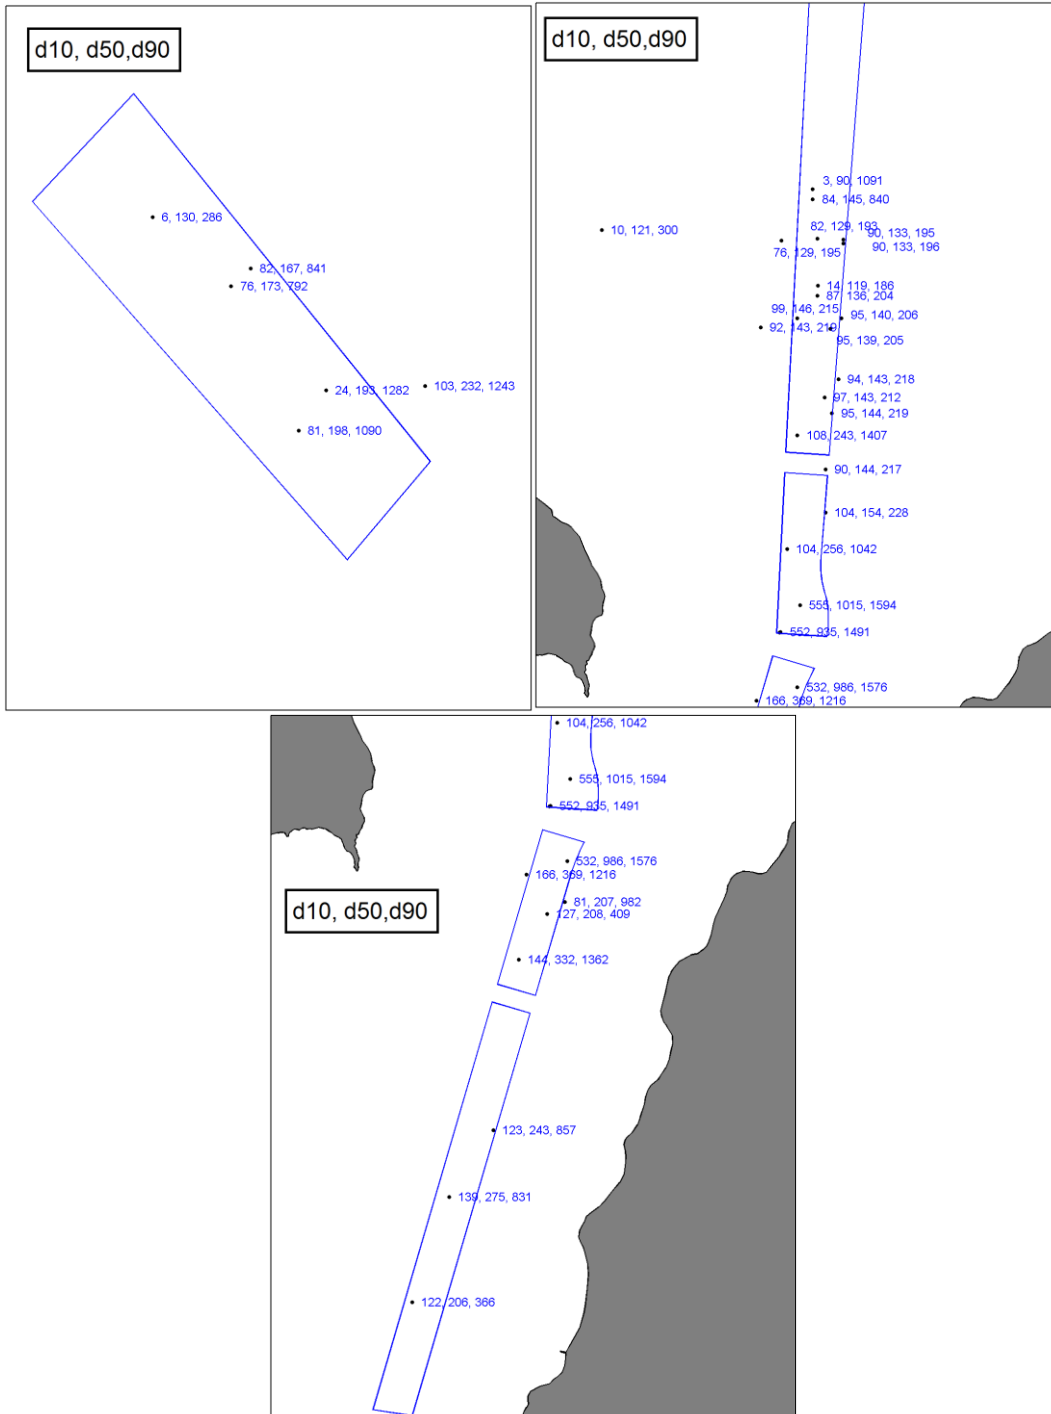 d10, d50,d90
6, 130, 286
82, 167, 841
76, 173, 792
24, 193, 1282
103, 232, 1243
81, 198, 1090
d10, d50,d90
3, 90, 1091
84, 145, 840
10, 121, 300
82, 129, 193
90, 133, 195
76, 129, 195
90, 133, 196
14, 119, 186
87, 136, 204
99, 146, 215
95, 140, 206
92, 143, 219
95, 139, 205
94, 143, 218
97, 143, 212
95, 144, 219
108, 243, 1407
90, 144, 217
104, 154, 228
104, 256, 1042
555, 1015, 1594
552, 935, 1491
532, 986, 1576
166, 369, 1216
104, 256, 1042
555, 1015, 1594
552, 935, 1491
532, 986, 1576
166, 369, 1216
d10, d50,d90
81, 207, 982
127, 208, 409
144, 332, 1362
123, 243, 857
139, 275, 831
122, 206, 366